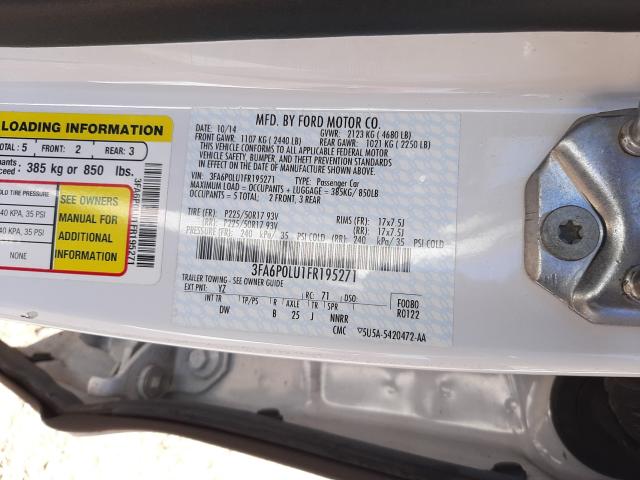 LOADING INFORMATION
TOTAL: 5 FRONT: 2 REAR: 3
385 kg or 850 lbs.
COLD TIRE PRESSURE
240 KPA, 35 PSI
240 KPA, 35 PSI
NONE
SEE OWNERS
MANUAL FOR
ADDITIONAL
INFORMATION
3FA6P0LU1FR195271
MFD. BY FORD MOTOR CO.
10/14 GVWR: 2123 KG ( 4680 LB)
FRONT GAWR: 1107 KG ( 2440 LB) REAR GAWR: 1021 KG ( 2250 LB)
THIS VEHICLE CONFORMS TO ALL APPLICABLE FEDERAL MOTOR
VEHICLE SAFETY, BUMPER, AND THEFT PREVENTION STANDARDS IN
EFFECT ON THE DATE OF MANUFACTURE SHOWN ABOVE.
VIN: 3FA6P0LU1FR195271 TYPE: Passenger Car
MAXIMUM LOAD = OCCUPANTS + LUGGAGE = 385KG / 850LB
OCCUPANTS = 5 TOTAL 2 FRONT, 3 REAR
TIRE (FR): P225/50R17 93V RIMS (FR): 17x7.5J
(RR): P225/50R17 93V (RR): 17x7.5J
PRESSURE: (FR) 240 kPa/ 35 PSI COLD (RR) 240 kPa/ 35 PSI COLD
3FA6P0LU1FR195271
TRAILER TOWING - SEE OWNER GUIDE
EXT PNT: YZ RC: 71 DSO: F0080
INT TR TP/PS R AXLE TR SPR R0122
DW B 25 J NNRR
CMC 5U5A-5420472-AA